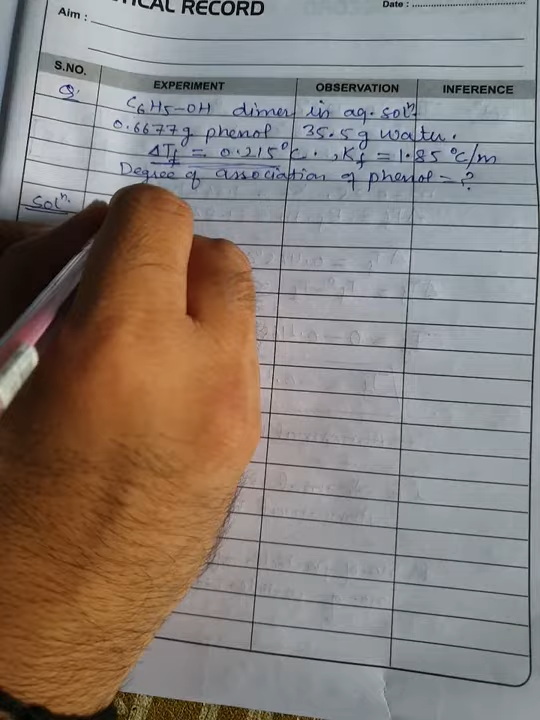 TICAL RECORD
Date :
Aim :
S.NO. EXPERIMENT OBSERVATION INFERENCE
Q. C6H5-OH dimer in aq. solⁿ
0.6677g phenol 35.5g water.
ΔTf = 0.215°C. , Kf = 1.85 °C/m
Degree of association of phenol = ?
Solⁿ.